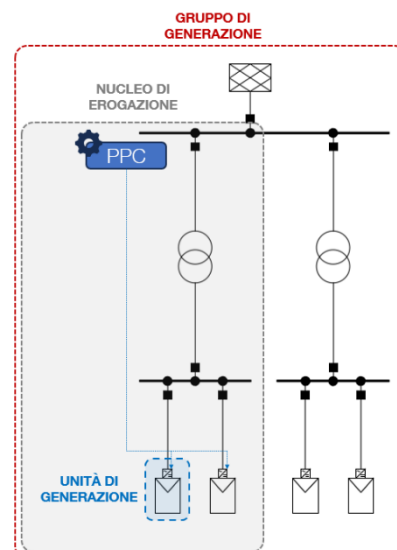 GRUPPO DI
GENERAZIONE
NUCLEO DI
EROGAZIONE
PPC
UNITÀ DI
GENERAZIONE